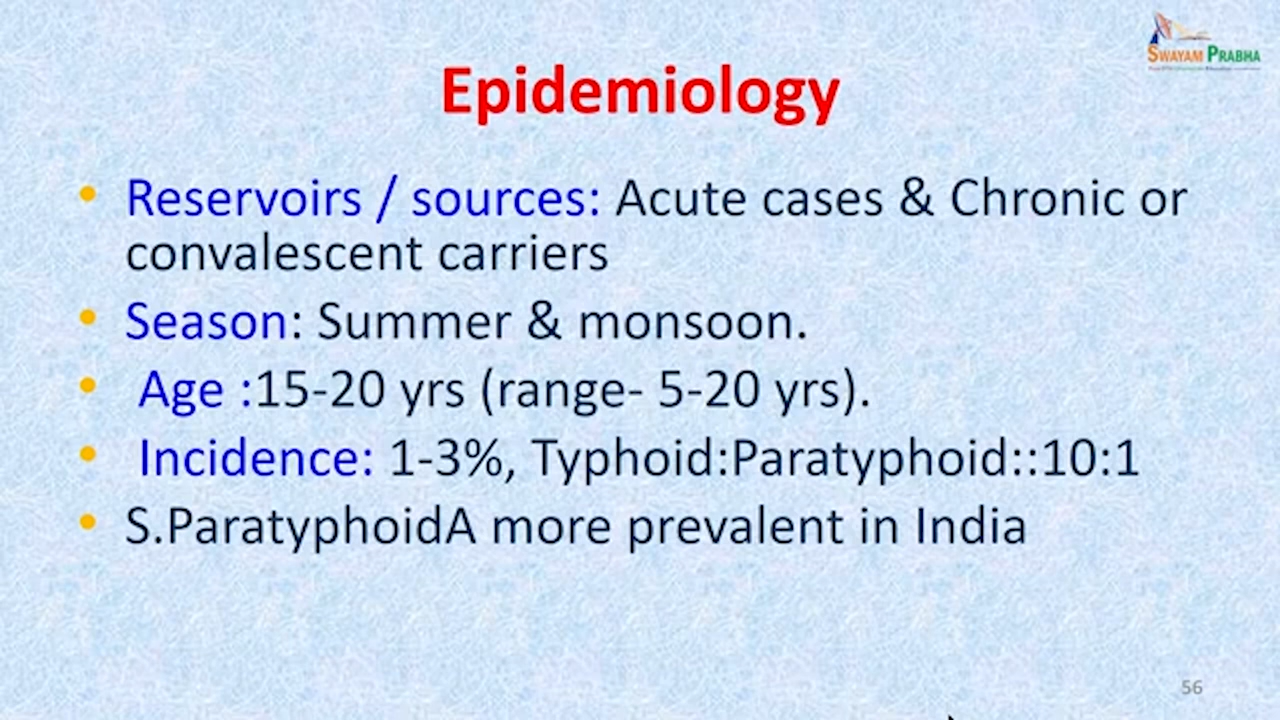 SWAYAM PRABHA
Epidemiology
• Reservoirs / sources: Acute cases & Chronic or
convalescent carriers
• Season: Summer & monsoon.
• Age :15-20 yrs (range- 5-20 yrs).
• Incidence: 1-3%, Typhoid:Paratyphoid::10:1
• S.ParatyphoidA more prevalent in India
56